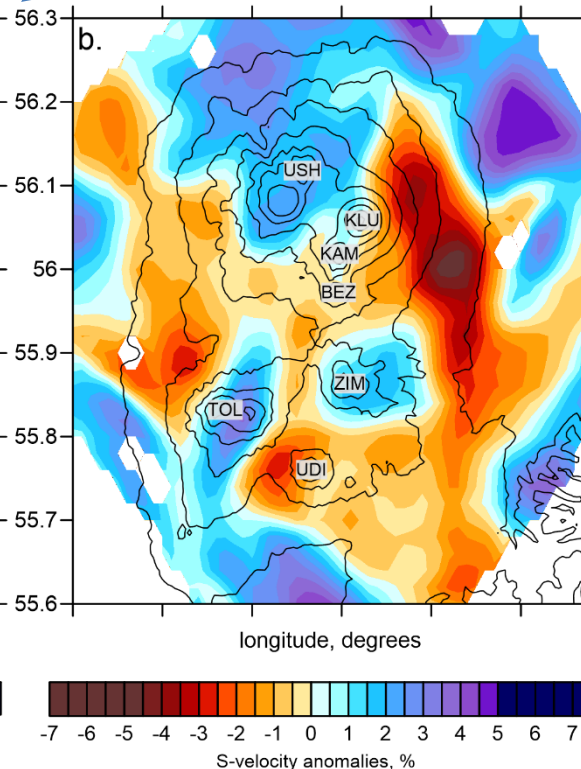 56.3
b.
56.2
USH
56.1
KLU
KAM
56
BEZ
55.9
ZIM
TOL
55.8
UDI
55.7
55.6
longitude, degrees
-7 -6 -5 -4 -3 -2 -1 0 1 2 3 4 5 6 7
S-velocity anomalies, %